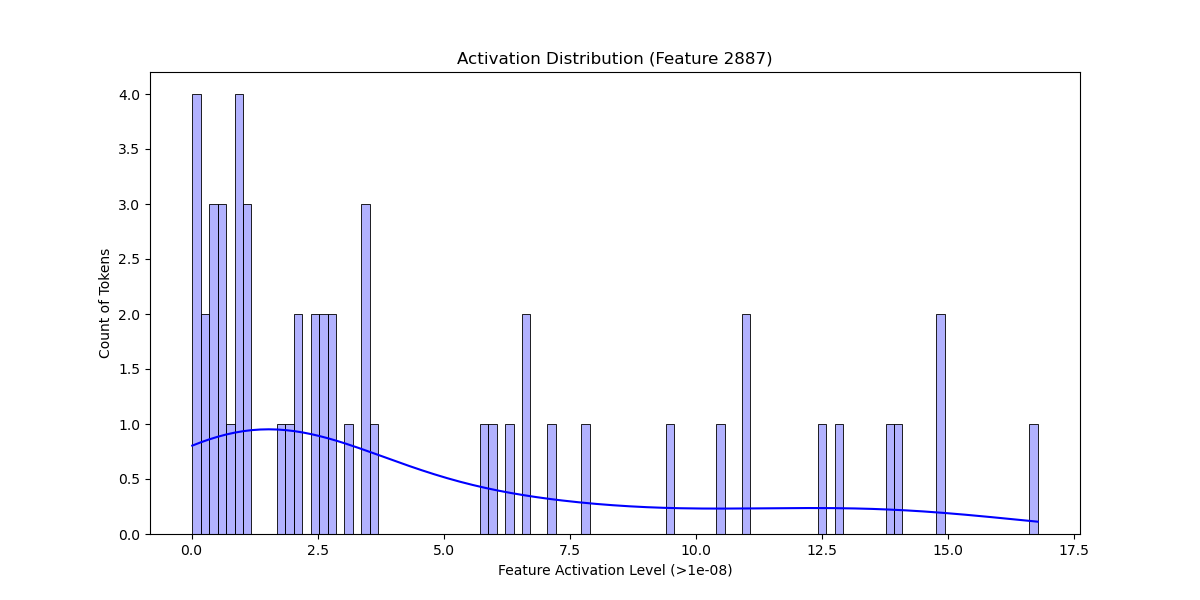 Activation Distribution (Feature 2887)
Count of Tokens
4.0
3.5
3.0
2.5
2.0
1.5
1.0
0.5
0.0
0.0 2.5 5.0 7.5 10.0 12.5 15.0 17.5
Feature Activation Level (>1e-08)